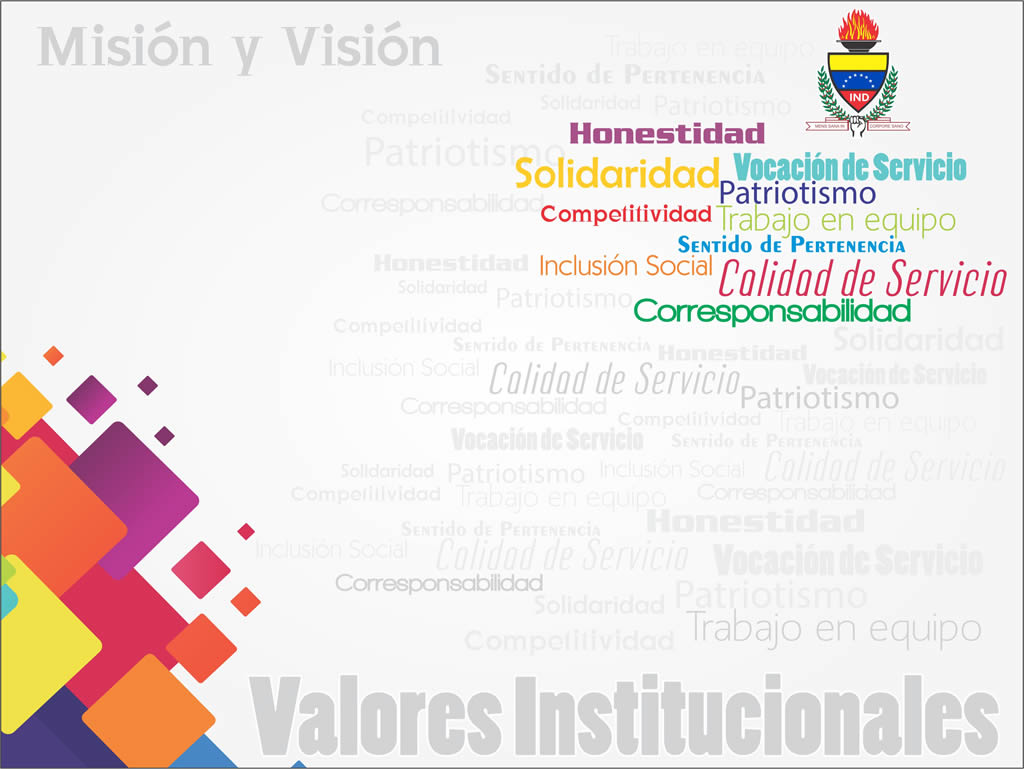 Misión y Visión
Trabajo en equipo
Sentido de Pertenencia
Solidaridad Patriotismo
Competitividad
IND
MENS SANA IN CORPORE SANO
Honestidad
Patriotismo
Solidaridad Vocación de Servicio
Patriotismo
Corresponsabilidad
Competitividad Trabajo en equipo
Sentido de Pertenencia
Honestidad Inclusión Social Calidad de Servicio
Solidaridad Patriotismo
Corresponsabilidad
Competitividad Solidaridad
Sentido de Pertenencia Honestidad
Inclusión Social Calidad de Servicio Vocación de Servicio
Patriotismo
Corresponsabilidad Competitividad Trabajo en equipo
Vocación de Servicio Sentido de Pertenencia
Solidaridad Patriotismo Inclusión Social Calidad de Servicio
Competitividad Trabajo en equipo Corresponsabilidad
Sentido de Pertenencia Honestidad
Inclusión Social Calidad de Servicio Vocación de Servicio
Corresponsabilidad
Solidaridad Patriotismo
Competitividad Trabajo en equipo
Valores Institucionales